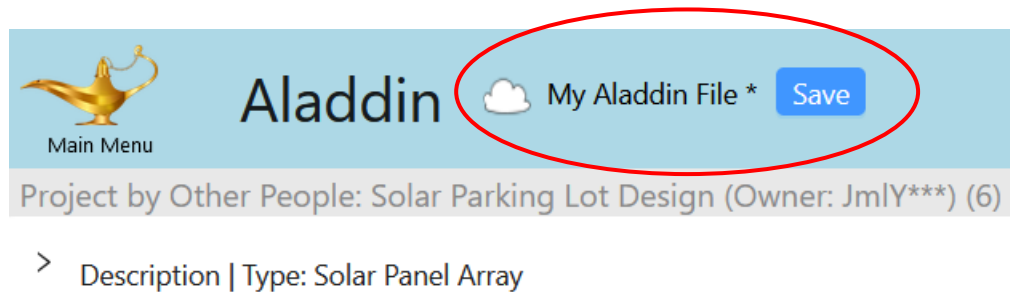 Aladdin My Aladdin File * Save
Main Menu
Project by Other People: Solar Parking Lot Design (Owner: JmlY***) (6)
> Description | Type: Solar Panel Array